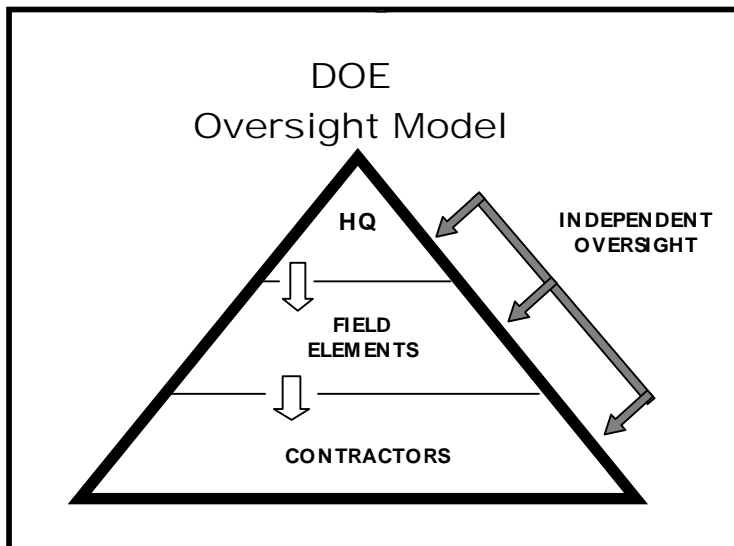 DOE
Oversight Model
HQ
INDEPENDENT
OVERSIGHT
FIELD
ELEMENTS
CONTRACTORS